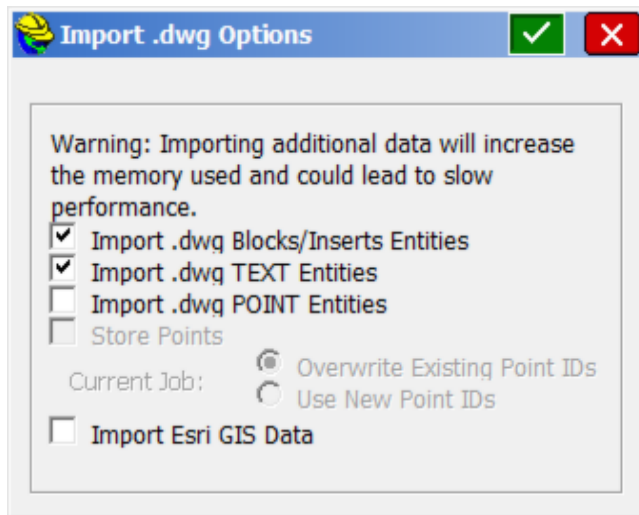 Import .dwg Options
Warning: Importing additional data will increase
the memory used and could lead to slow
performance.
Import .dwg Blocks/Inserts Entities
Import .dwg TEXT Entities
Import .dwg POINT Entities
Store Points
Current Job:
Overwrite Existing Point IDs
Use New Point IDs
Import Esri GIS Data